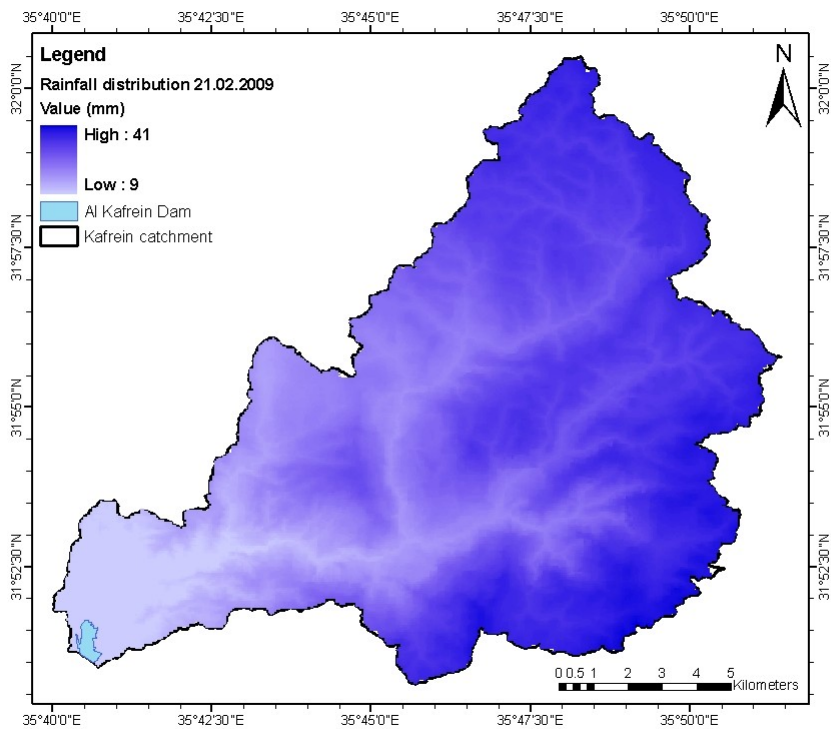 35°40'0"E 35°42'30"E 35°45'0"E 35°47'30"E 35°50'0"E
Legend
Rainfall distribution 21.02.2009
Value (mm)
High : 41
Low : 9
Al Kafrein Dam
Kafrein catchment
N
32°0'0"N
32°0'0"N
31°57'30"N
31°57'30"N
31°55'0"N
31°55'0"N
31°52'30"N
31°52'30"N
0 0.5 1 2 3 4 5
Kilometers
35°40'0"E 35°42'30"E 35°45'0"E 35°47'30"E 35°50'0"E